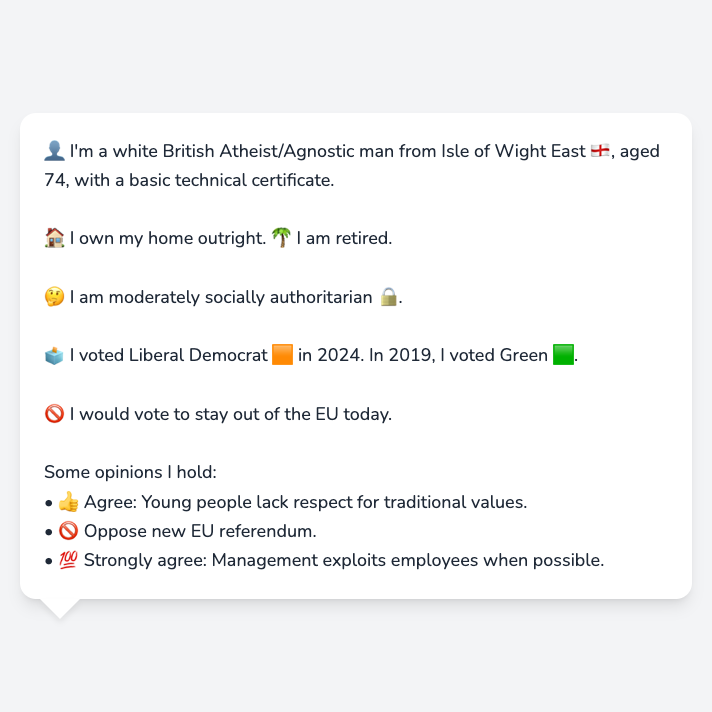 👤 I'm a white British Atheist/Agnostic man from Isle of Wight East 🏴󠁧󠁢󠁥󠁮󠁧󠁿, aged
74, with a basic technical certificate.
🏠 I own my home outright. 🌴 I am retired.
🤔 I am moderately socially authoritarian 🔒.
🗳️ I voted Liberal Democrat 🟧 in 2024. In 2019, I voted Green 🟩.
🚫 I would vote to stay out of the EU today.
Some opinions I hold:
• 👍 Agree: Young people lack respect for traditional values.
• 🚫 Oppose new EU referendum.
• 💯 Strongly agree: Management exploits employees when possible.